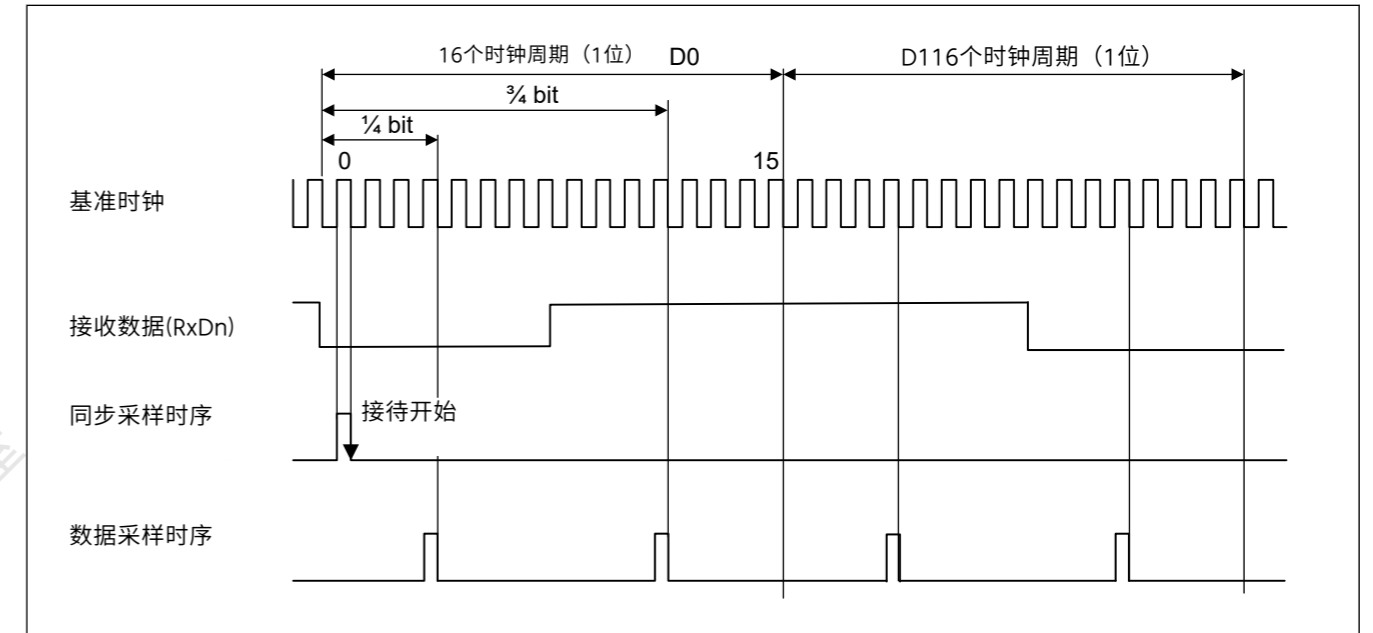 16个时钟周期（1位） D0 D116个时钟周期（1位）
¾ bit
¼ bit
0 15
基准时钟
接收数据(RxDn)
同步采样时序 接待开始
数据采样时序